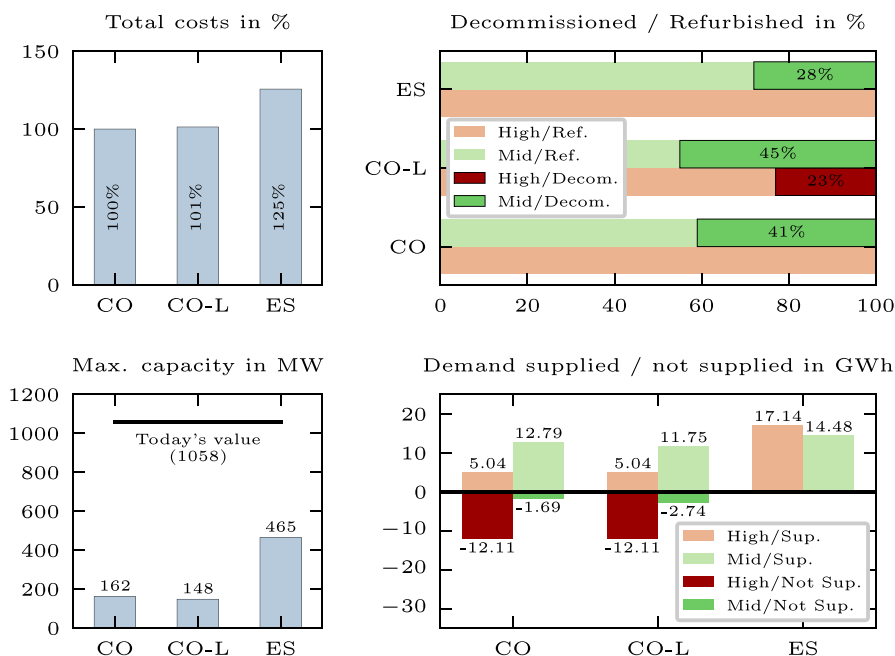 Total costs in %
150
100
50
0
100%
101%
125%
CO
CO-L
ES
Decommissioned / Refurbished in %
ES
CO-L
CO
28%
45%
23%
41%
High/Ref.
Mid/Ref.
High/Decom.
Mid/Decom.
0
20
40
60
80
100
Max. capacity in MW
1200
1000
800
600
400
200
0
Today's value
(1058)
162
148
465
CO
CO-L
ES
Demand supplied / not supplied in GWh
20
10
0
−10
−20
−30
5.04
12.79
5.04
11.75
17.14
14.48
-12.11
-1.69
-12.11
-2.74
High/Sup.
Mid/Sup.
High/Not Sup.
Mid/Not Sup.
CO
CO-L
ES